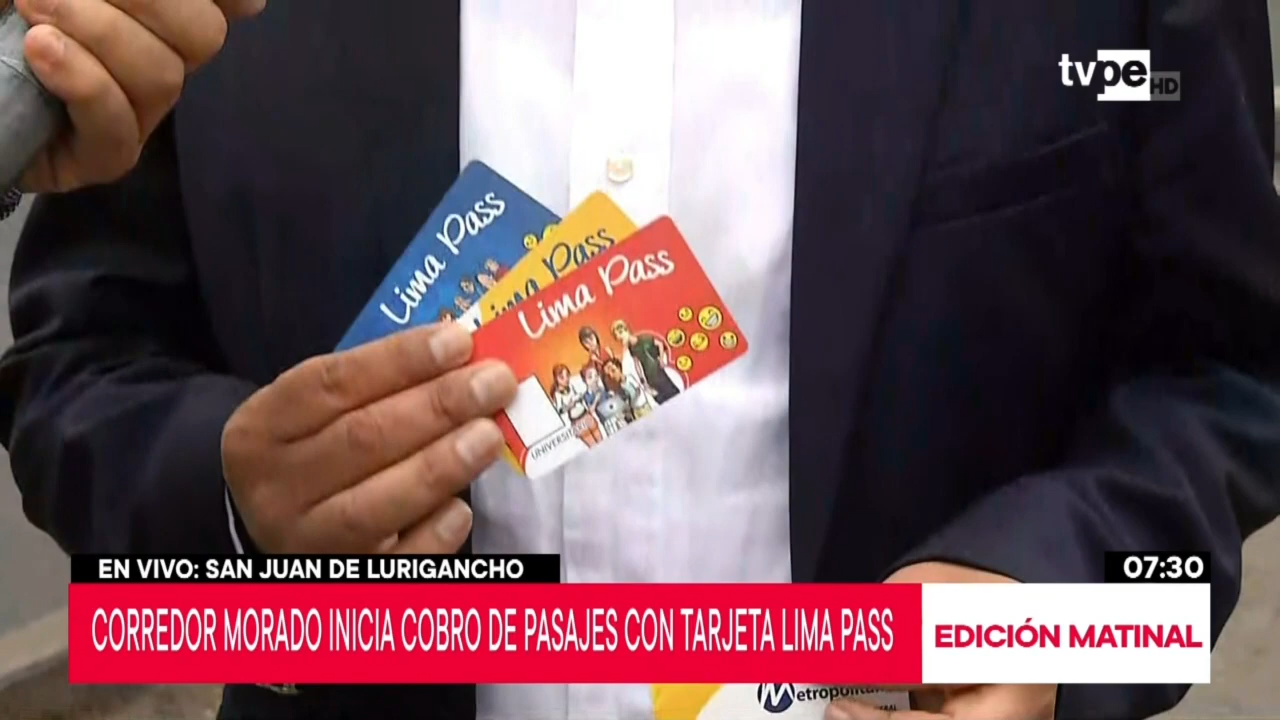 tvpe HD
Lima Pass
Lima Pass
Lima Pass
UNIVERSITARIO
EN VIVO: SAN JUAN DE LURIGANCHO
07:30
CORREDOR MORADO INICIA COBRO DE PASAJES CON TARJETA LIMA PASS
EDICIÓN MATINAL
Metropolitan